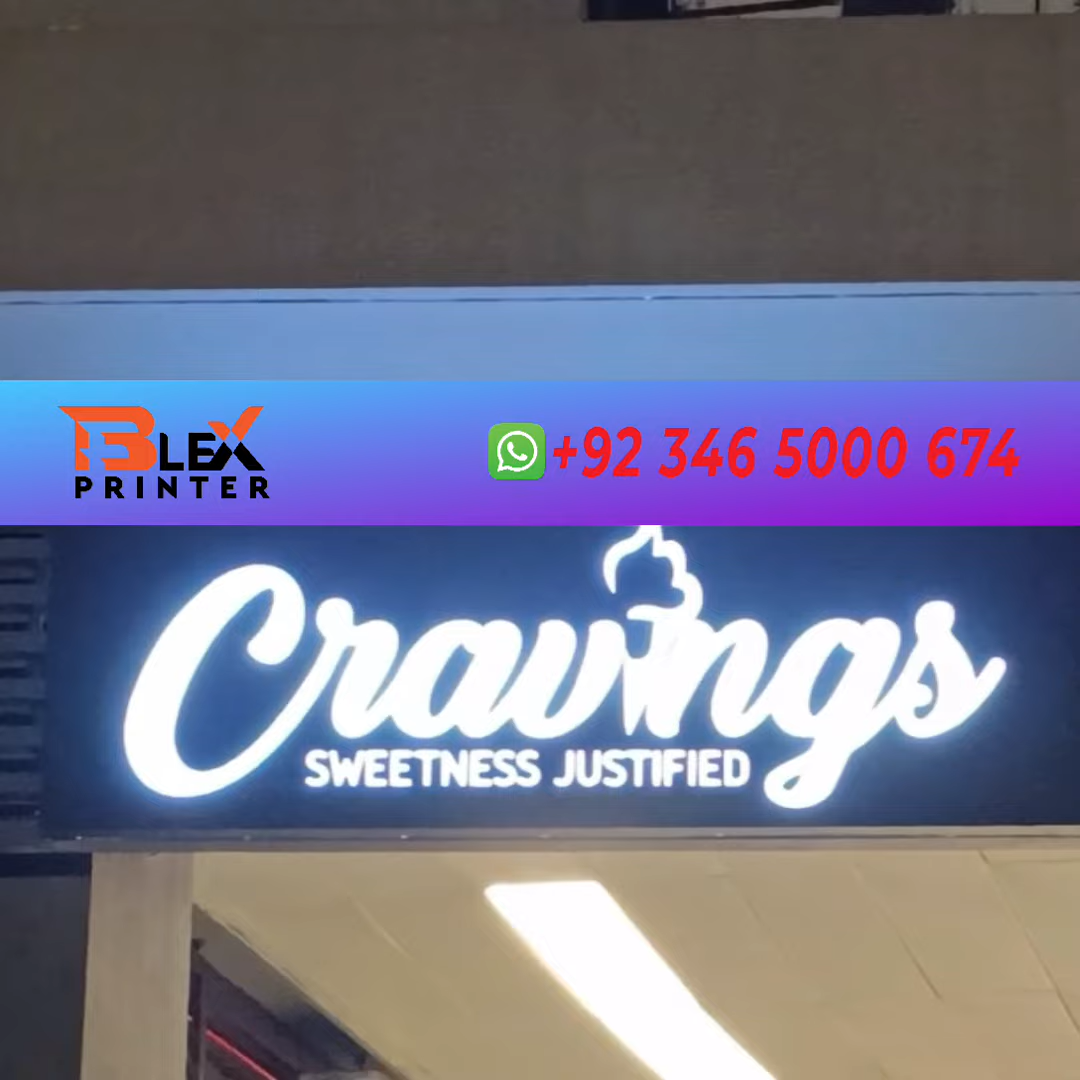 BLEX
PRINTER
+92 346 5000 674
Cravings
SWEETNESS JUSTIFIED